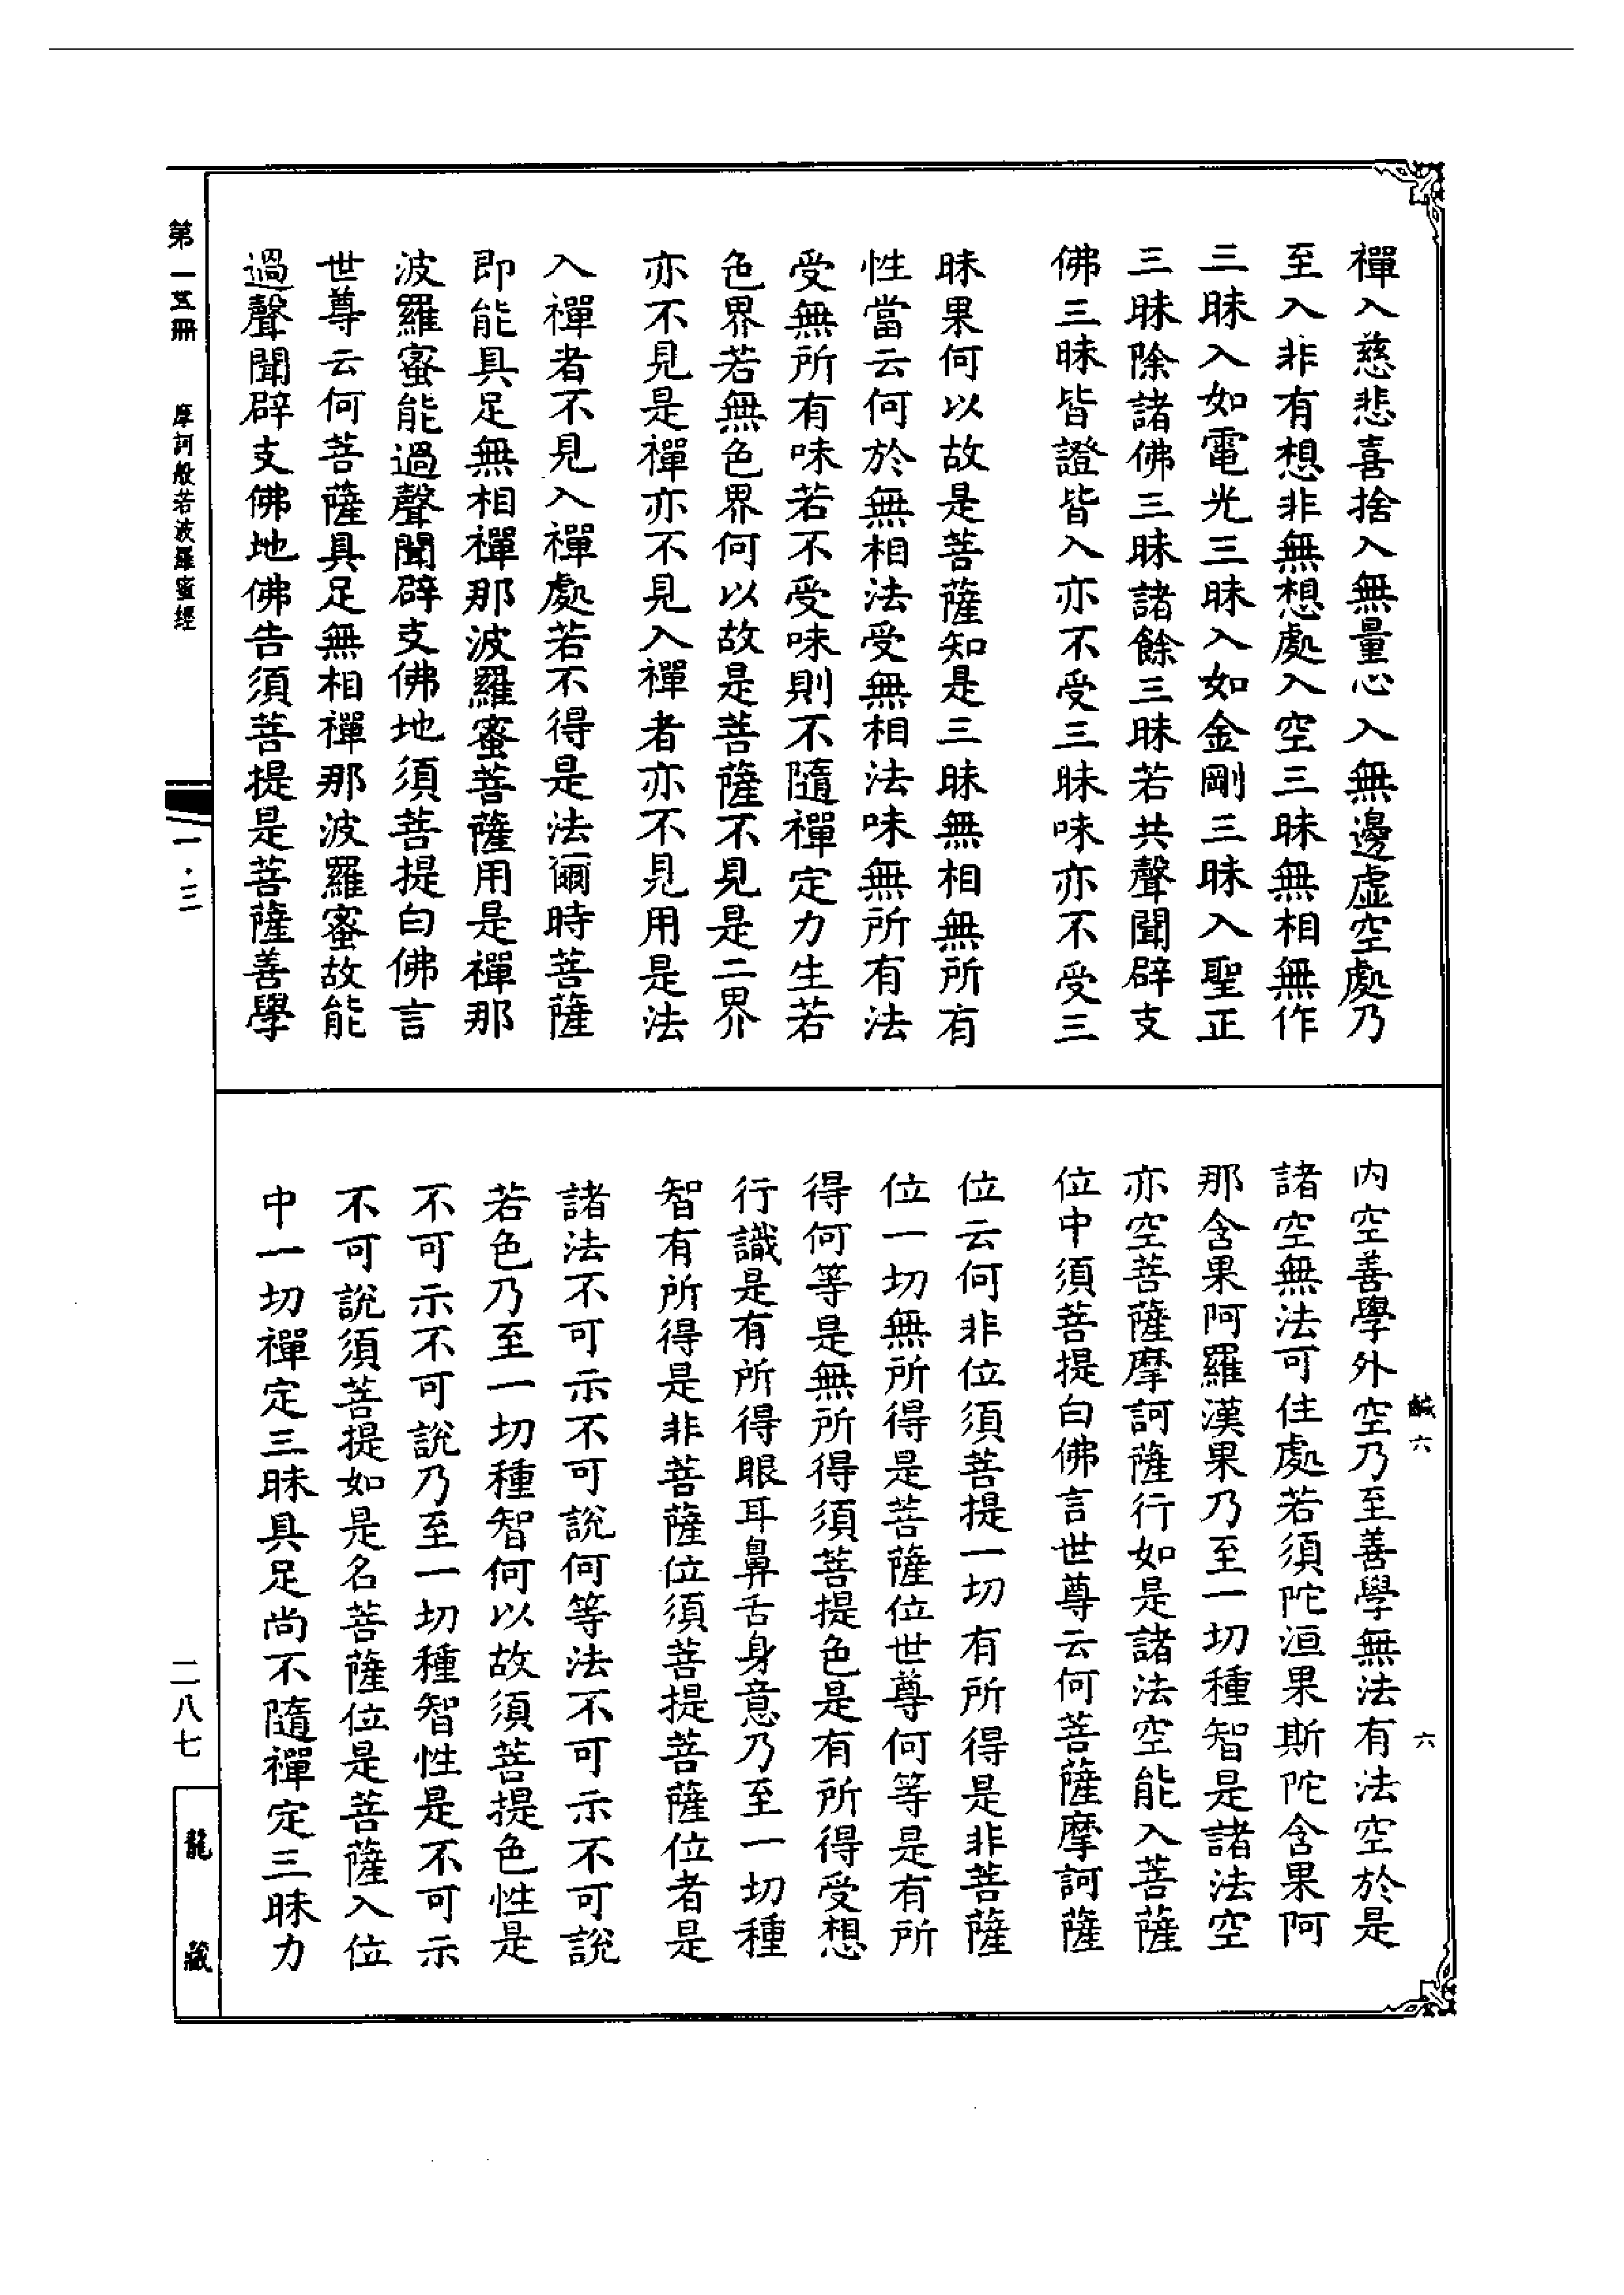 禪入慈悲喜捨入無量心入無邊虛空處乃
至入非有想非無想處入空三昧無相無作
三昧入如電光三昧入如金剛三昧入聖正
三昧除諸佛三昧諸餘三昧若共聲聞辟支
佛三昧皆證皆入亦不受三昧味亦不受三
昧果何以故是菩薩知是三昧無相無所有
性當云何於無相法受無相法味無所有法
受無所有味若不受味則不隨禪定力生若
色界若無色界何以故是菩薩不見是二界
亦不見是禪亦不見入禪者亦不見用是法
入禪者不見入禪處若不得是法爾時菩薩
即能具足無相禪那波羅蜜菩薩用是禪那
波羅蜜能過聲聞辟支佛地須菩提白佛言
世尊云何菩薩具足無相禪那波羅蜜故能
過聲聞辟支佛地佛告須菩提是菩薩善學
內空善學外空乃至善學無法有法空於是
諸空無法可住處若須陀洹果斯陀含果阿
那含果阿羅漢果乃至一切種智是諸法空
亦空菩薩摩訶薩行如是諸法空能入菩薩
位中須菩提白佛言世尊云何菩薩摩訶薩
位云何非位須菩提一切有所得是非菩薩
位一切無所得是菩薩位世尊何等是有所
得何等是無所得須菩提色是有所得受想
行識是有所得眼耳鼻舌身意乃至一切種
智有所得是非菩薩位須菩提菩薩位者是
諸法不可示不可說何等法不可示不可說
若色乃至一切種智何以故須菩提色性是
不可示不可說乃至一切種智性是不可示
不可說須菩提如是名菩薩位是菩薩入位
中一切禪定三昧具足尚不隨禪定三昧力
鹹六
六
第一五冊
摩訶般若波羅蜜經
一·三
二八七
龍藏